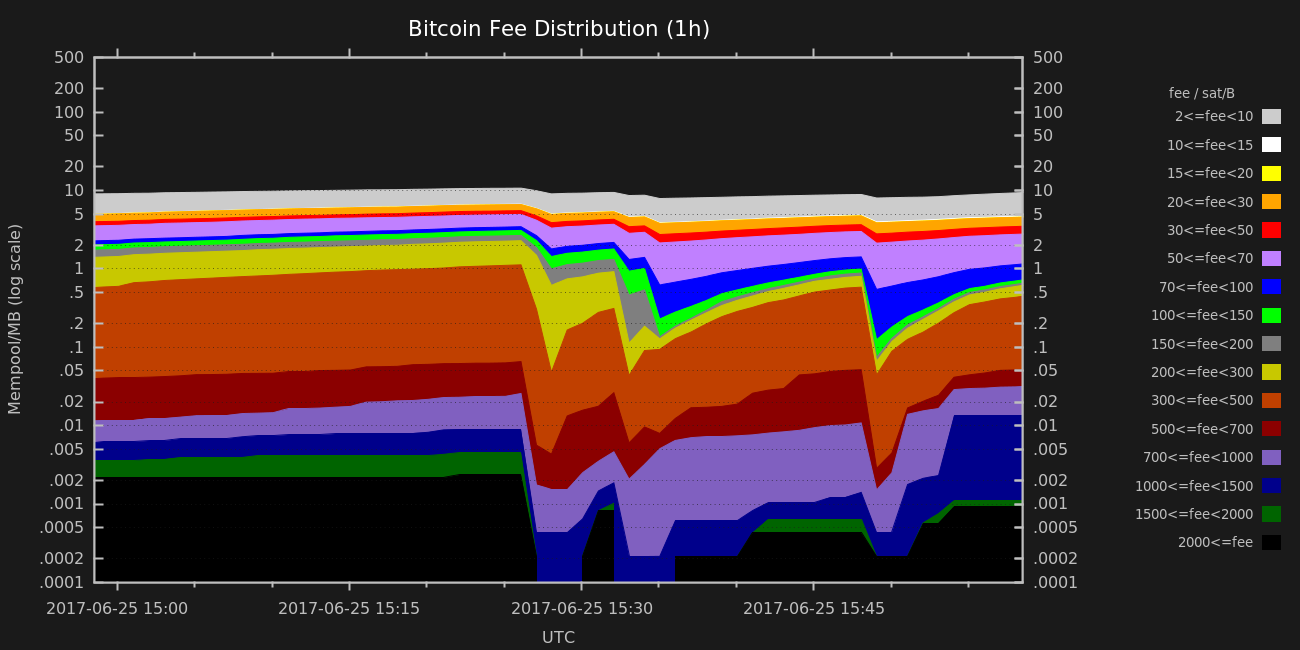 Bitcoin Fee Distribution (1h)
Mempool/MB (log scale)
500 500
200 200
100 100
50 50
20 20
10 10
5 5
2 2
1 1
.5 .5
.2 .2
.1 .1
.05 .05
.02 .02
.01 .01
.005 .005
.002 .002
.001 .001
.0005 .0005
.0002 .0002
.0001 .0001
2017-06-25 15:00 2017-06-25 15:15 2017-06-25 15:30 2017-06-25 15:45
UTC
fee / sat/B
2<=fee<10
10<=fee<15
15<=fee<20
20<=fee<30
30<=fee<50
50<=fee<70
70<=fee<100
100<=fee<150
150<=fee<200
200<=fee<300
300<=fee<500
500<=fee<700
700<=fee<1000
1000<=fee<1500
1500<=fee<2000
2000<=fee